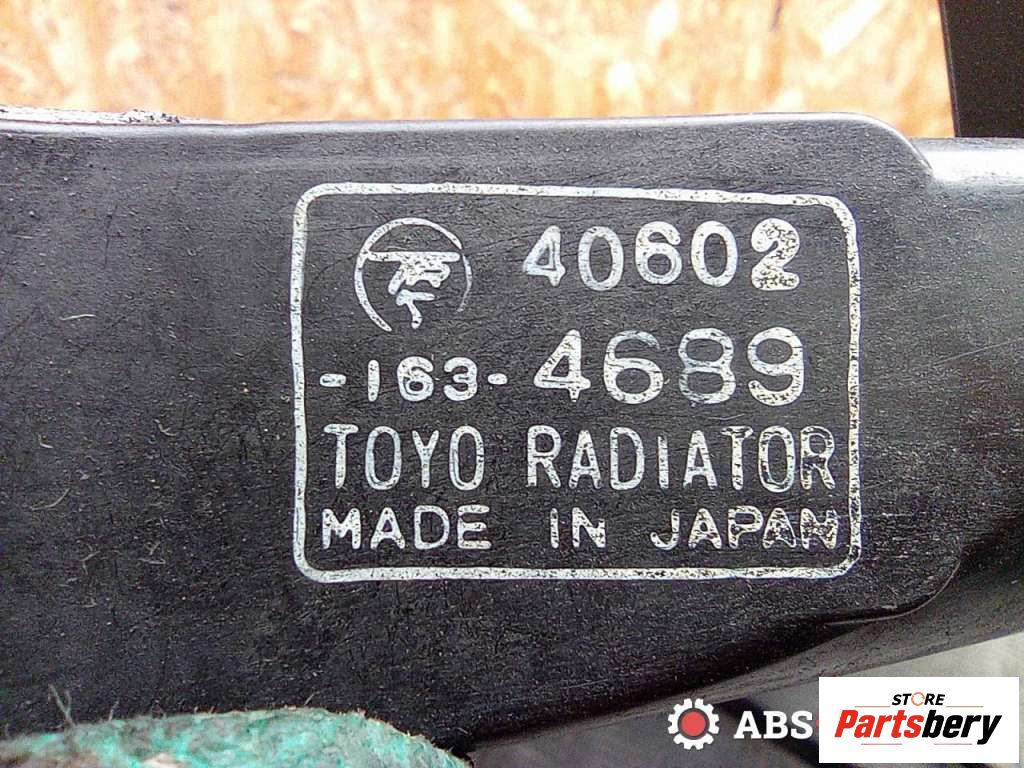 40602
-163-4689
TOYO RADIATOR
MADE IN JAPAN
ABS
STORE
Partsbery